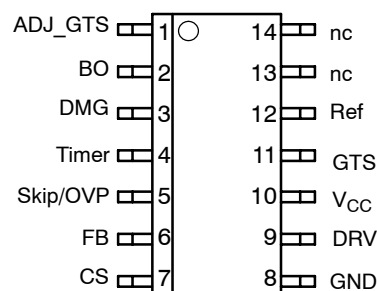 ADJ_GTS 1 14 nc
BO 2 13 nc
DMG 3 12 Ref
Timer 4 11 GTS
Skip/OVP 5 10 VCC
FB 6 9 DRV
CS 7 8 GND